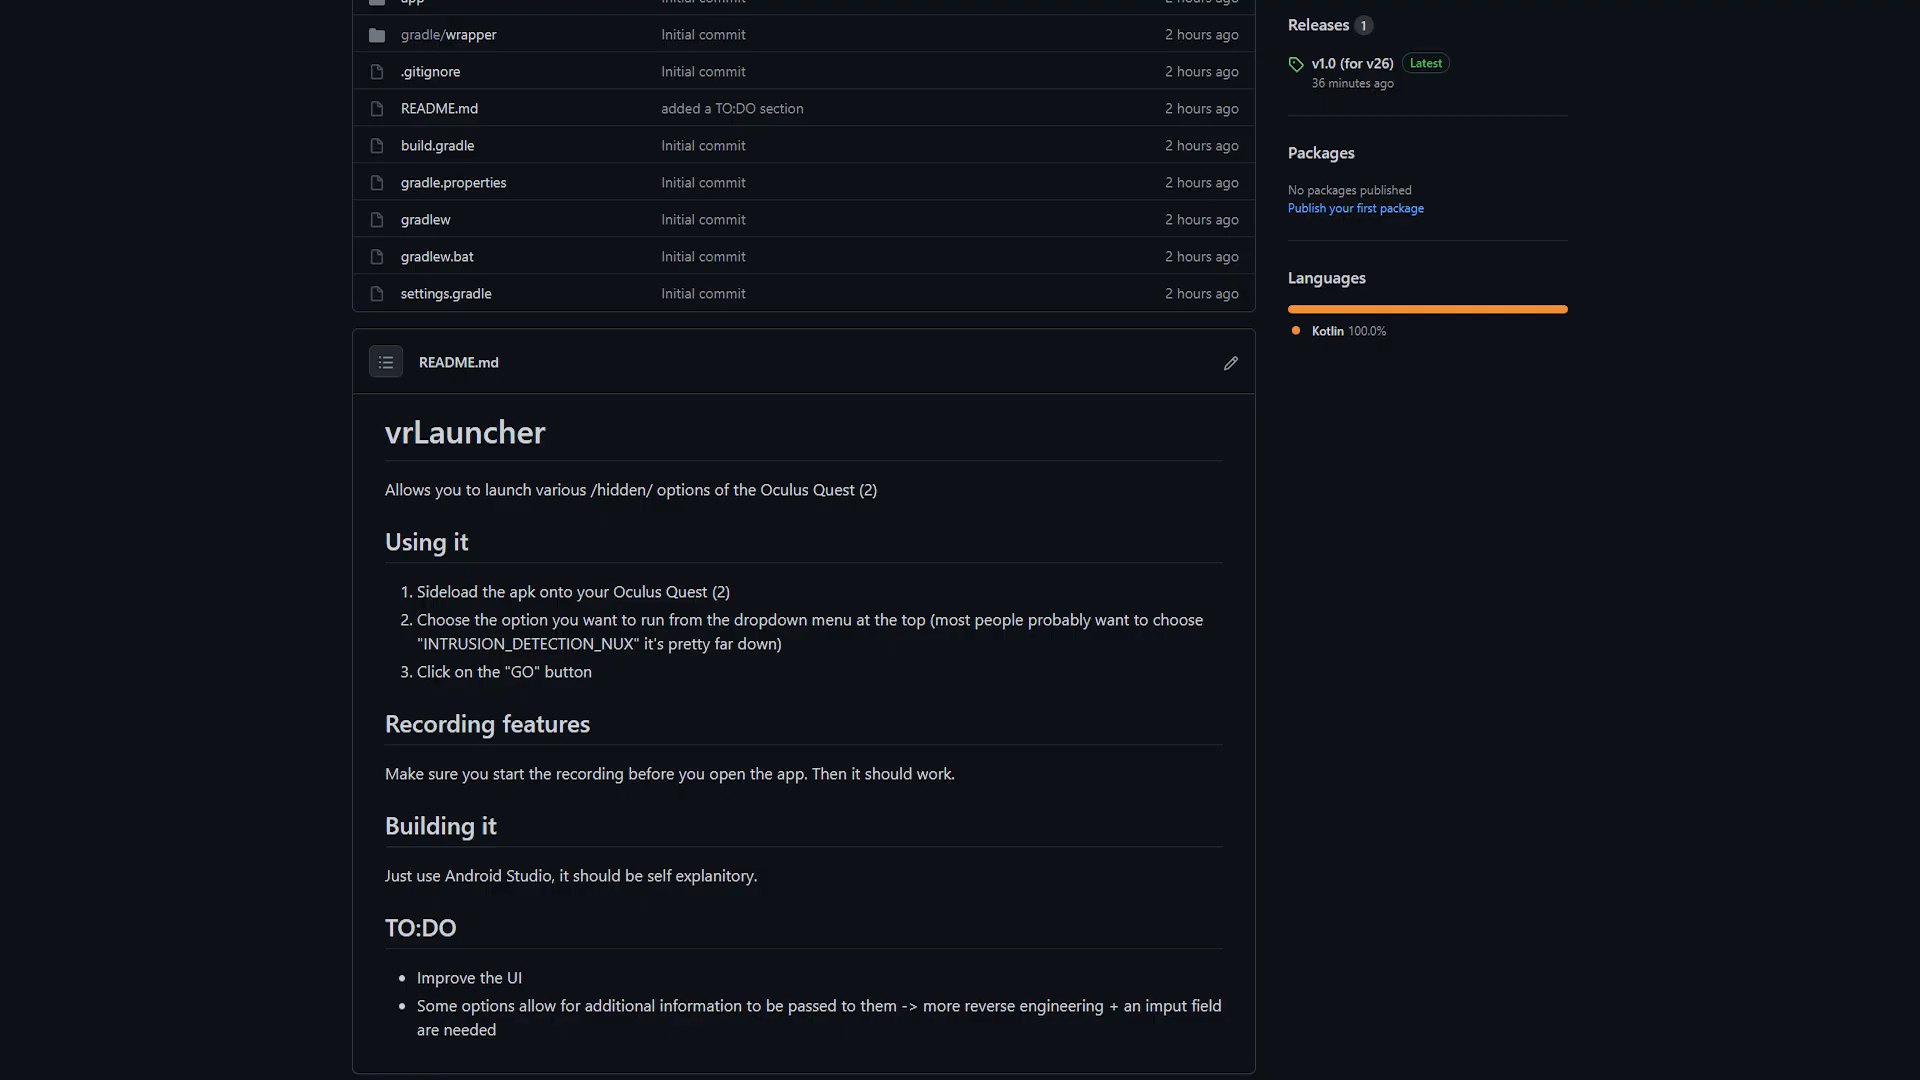 app Initial commit 2 hours ago
gradle/wrapper Initial commit 2 hours ago
.gitignore Initial commit 2 hours ago
README.md added a TO:DO section 2 hours ago
build.gradle Initial commit 2 hours ago
gradle.properties Initial commit 2 hours ago
gradlew Initial commit 2 hours ago
gradlew.bat Initial commit 2 hours ago
settings.gradle Initial commit 2 hours ago
README.md
vrLauncher
Allows you to launch various /hidden/ options of the Oculus Quest (2)
Using it
1. Sideload the apk onto your Oculus Quest (2)
2. Choose the option you want to run from the dropdown menu at the top (most people probably want to choose
"INTRUSION_DETECTION_NUX" it's pretty far down)
3. Click on the "GO" button
Recording features
Make sure you start the recording before you open the app. Then it should work.
Building it
Just use Android Studio, it should be self explanitory.
TO:DO
• Improve the UI
• Some options allow for additional information to be passed to them -> more reverse engineering + an imput field
are needed
Releases 1
v1.0 (for v26) Latest
36 minutes ago
Packages
No packages published
Publish your first package
Languages
Kotlin 100.0%